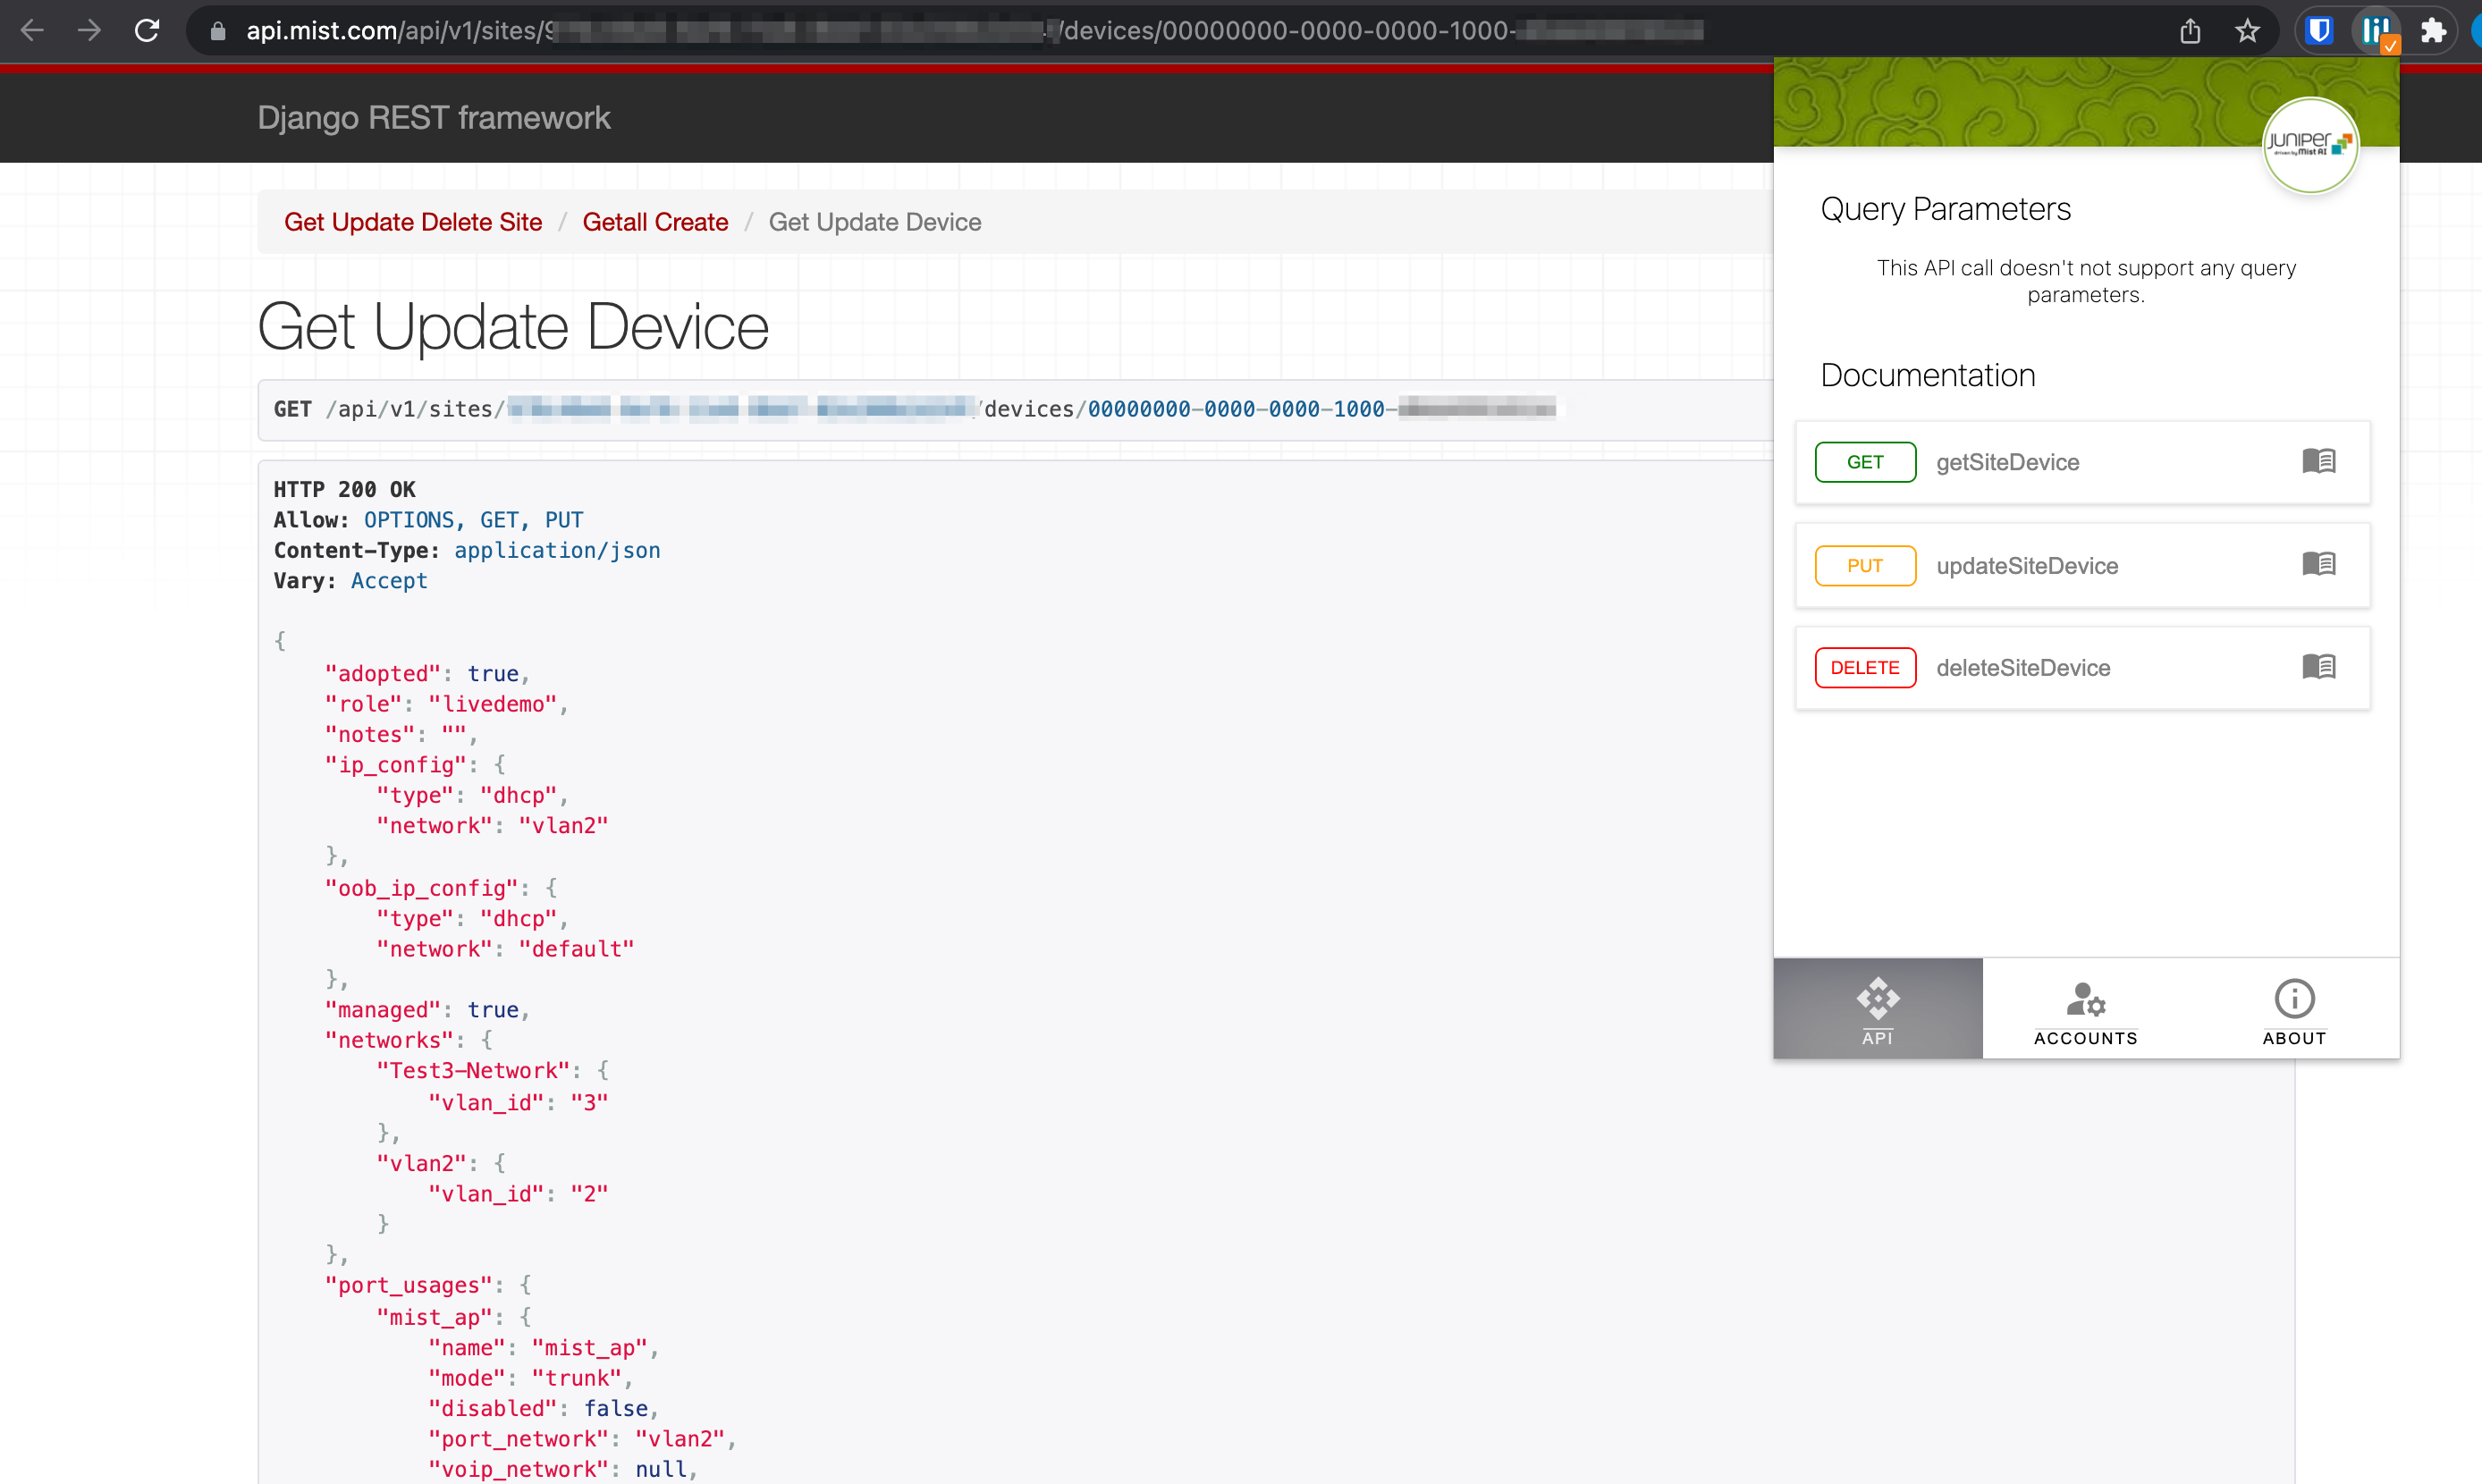 api.mist.com/api/v1/sites/9 /devices/00000000-0000-0000-1000-
Django REST framework
Get Update Delete Site / Getall Create / Get Update Device
Get Update Device
GET /api/v1/sites/ /devices/00000000-0000-0000-1000-
HTTP 200 OK
Allow: OPTIONS, GET, PUT
Content-Type: application/json
Vary: Accept
{
"adopted": true,
"role": "livedemo",
"notes": "",
"ip_config": {
"type": "dhcp",
"network": "vlan2"
},
"oob_ip_config": {
"type": "dhcp",
"network": "default"
},
"managed": true,
"networks": {
"Test3-Network": {
"vlan_id": "3"
},
"vlan2": {
"vlan_id": "2"
}
},
"port_usages": {
"mist_ap": {
"name": "mist_ap",
"mode": "trunk",
"disabled": false,
"port_network": "vlan2",
"voip_network": null,
juniper
driven by Mist AI
Query Parameters
This API call doesn't not support any query
parameters.
Documentation
GET getSiteDevice
PUT updateSiteDevice
DELETE deleteSiteDevice
API
ACCOUNTS
ABOUT